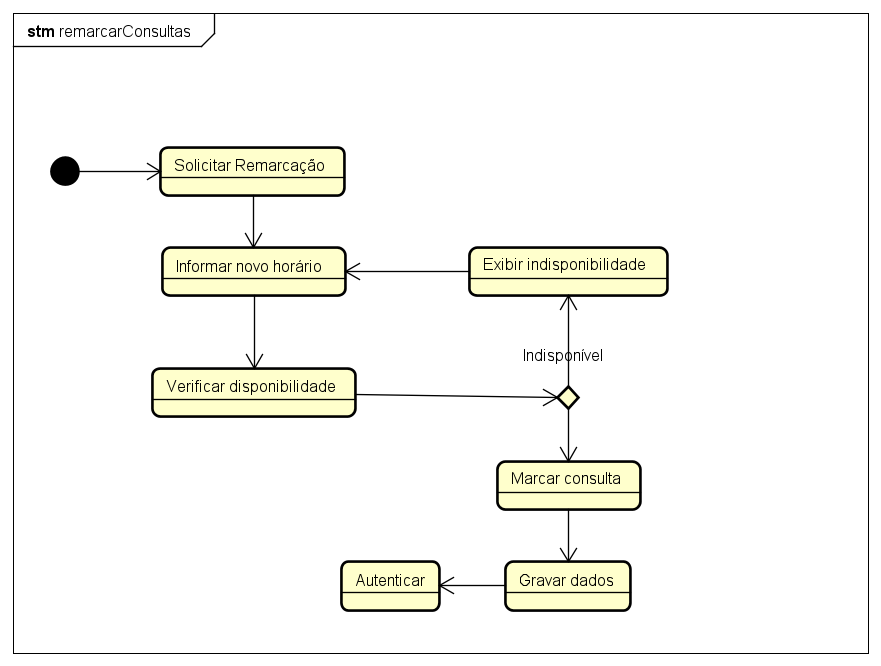 stm remarcarConsultas
Solicitar Remarcação
Informar novo horário
Exibir indisponibilidade
Indisponível
Verificar disponibilidade
Marcar consulta
Autenticar
Gravar dados